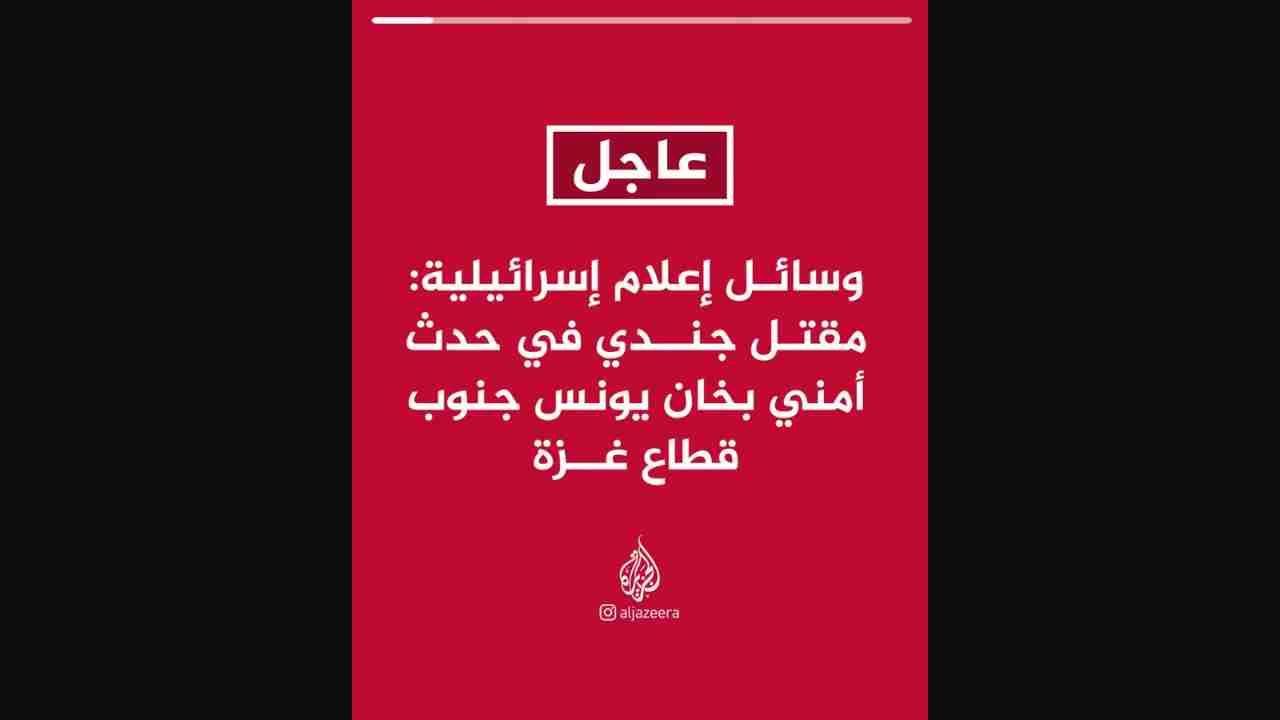 عاجل
وسائل إعلام إسرائيلية:
مقتل جندي في حدث
أمني بخان يونس جنوب
قطاع غزة
الجزيرة
aljazeera